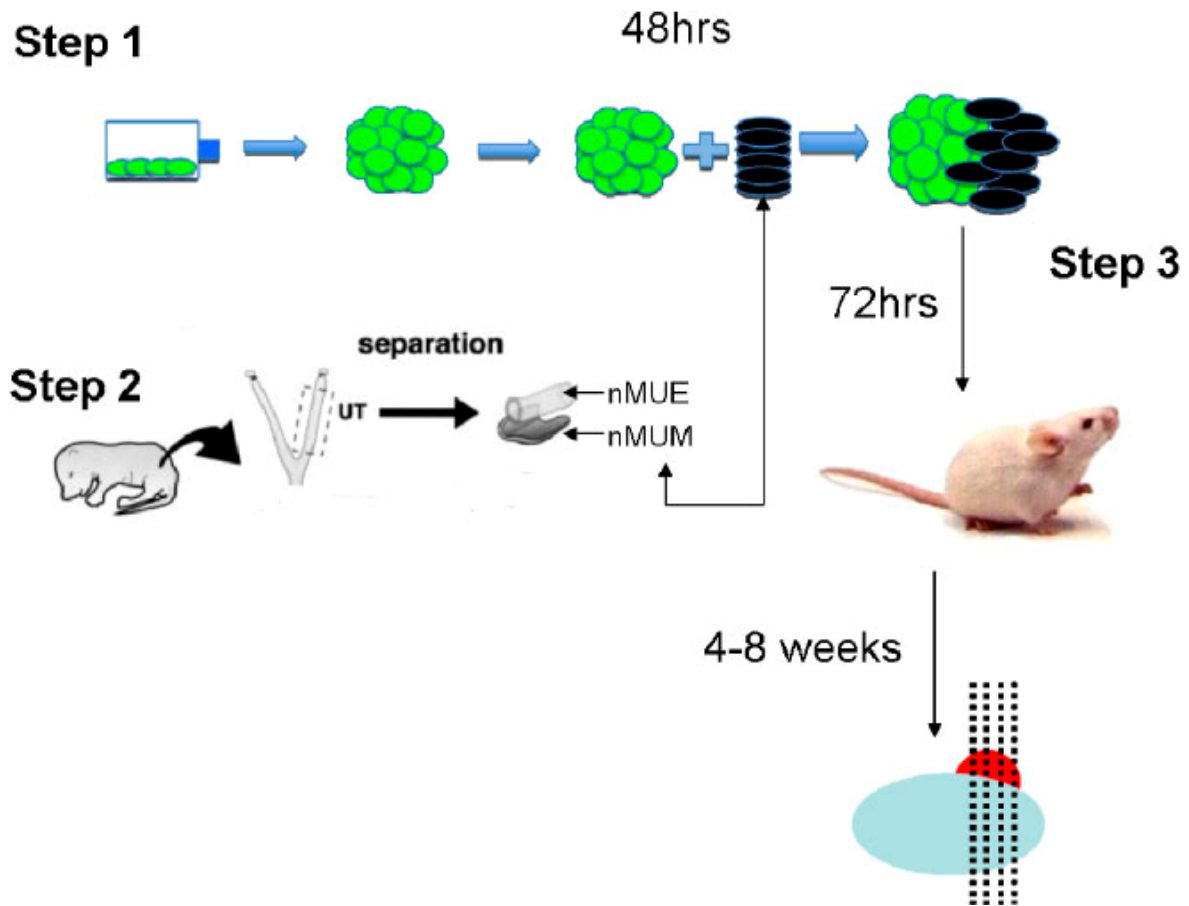 Step 1
48hrs
Step 3
72hrs
separation
Step 2
UT
nMUE
nMUM
4-8 weeks